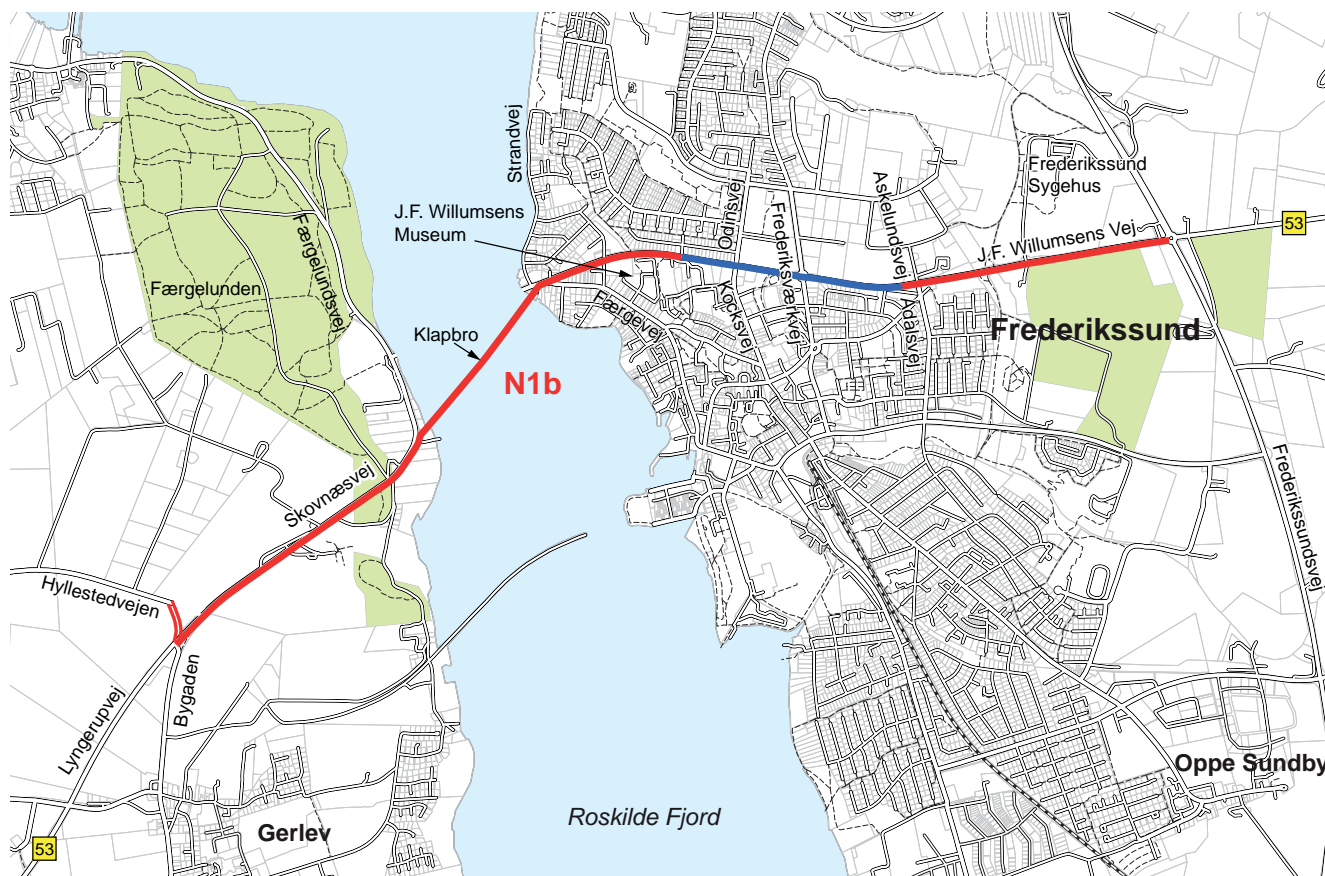 Strandvej
J.F. Willumsens
Museum
Odinsvej
Frederiksværkvej
Askelundsvej
Frederikssund
Sygehus
J.F. Willumsens Vej
53
Færgelundsvej
Færgelunden
Færgevej
Kocksvej
Ådalsvej
Frederikssund
Klapbro
N1b
Skovnæsvej
Frederikssundsvej
Hyllestedvejen
Bygaden
Lyngerupvej
Oppe Sundby
Roskilde Fjord
Gerlev
53